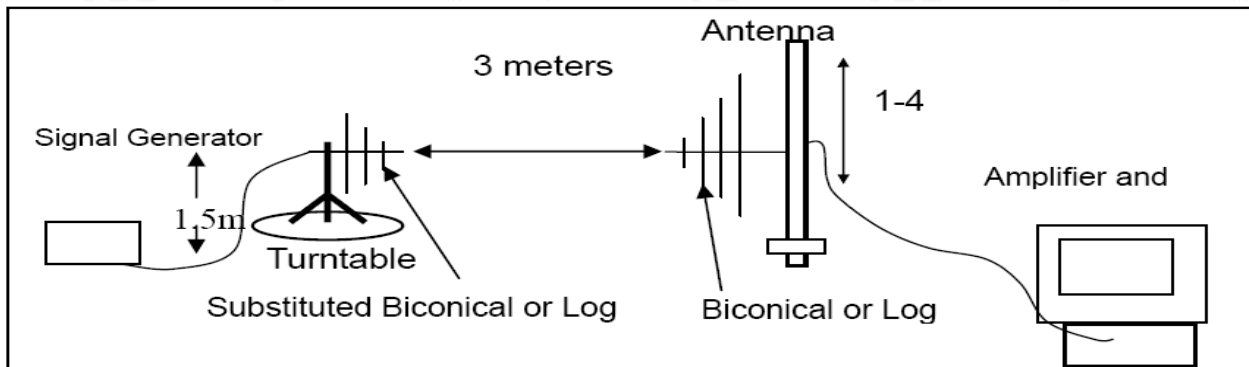 Antenna
3 meters
1-4
Signal Generator
1.5m
Amplifier and
Turntable
Substituted Biconical or Log
Biconical or Log